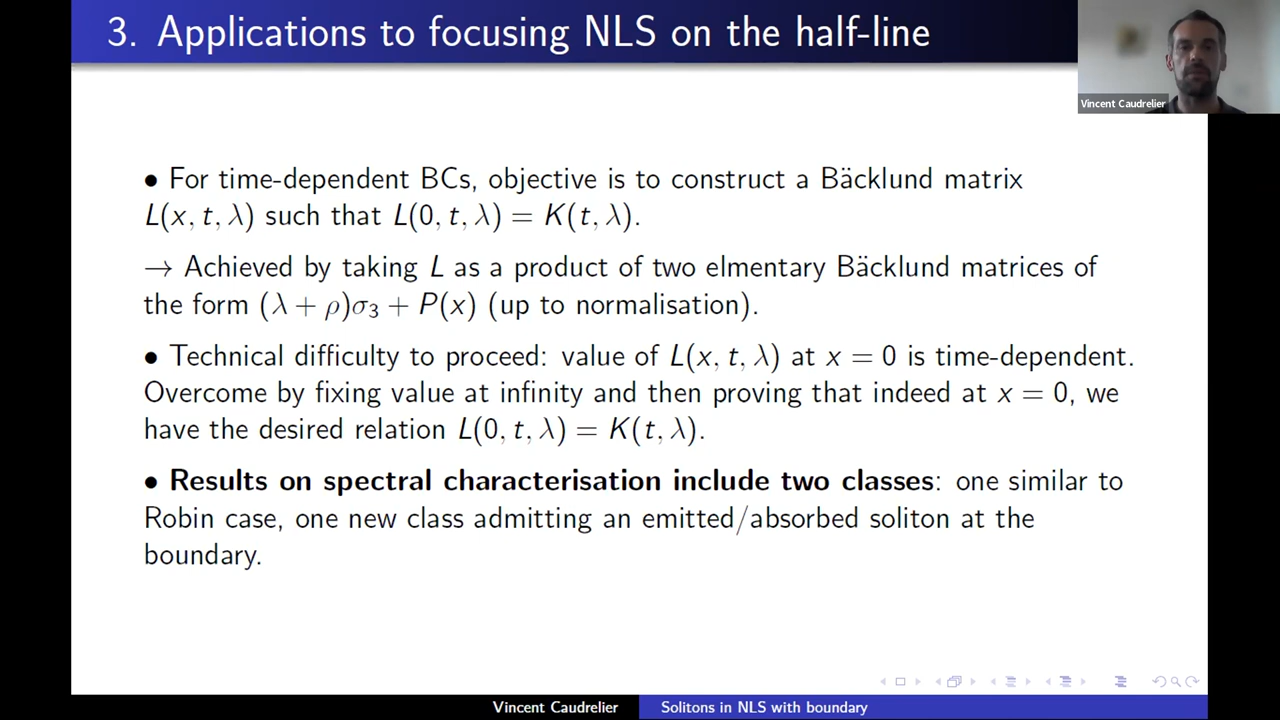 3. Applications to focusing NLS on the half-line
Vincent Caudrelier
• For time-dependent BCs, objective is to construct a Bäcklund matrix
L(x, t, λ) such that L(0, t, λ) = K(t, λ).
→ Achieved by taking L as a product of two elmentary Bäcklund matrices of
the form (λ + ρ)σ₃ + P(x) (up to normalisation).
• Technical difficulty to proceed: value of L(x, t, λ) at x = 0 is time-dependent.
Overcome by fixing value at infinity and then proving that indeed at x = 0, we
have the desired relation L(0, t, λ) = K(t, λ).
• Results on spectral characterisation include two classes: one similar to
Robin case, one new class admitting an emitted/absorbed soliton at the
boundary.
Vincent Caudrelier
Solitons in NLS with boundary